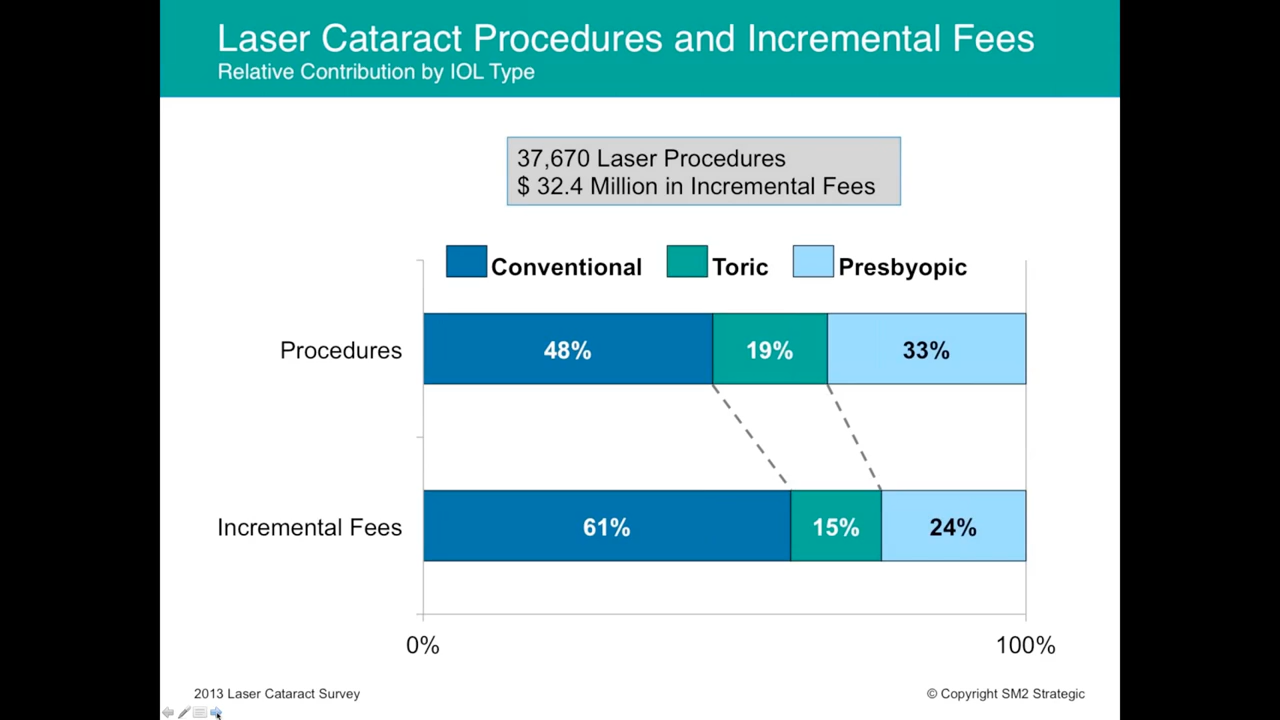 Laser Cataract Procedures and Incremental Fees
Relative Contribution by IOL Type
37,670 Laser Procedures
$ 32.4 Million in Incremental Fees
Conventional Toric Presbyopic
Procedures 48% 19% 33%
Incremental Fees 61% 15% 24%
0% 100%
2013 Laser Cataract Survey © Copyright SM2 Strategic